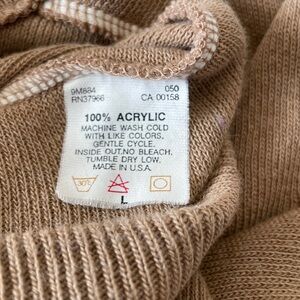 9M884 050
RN37966 CA 00158
100% ACRYLIC
MACHINE WASH COLD
WITH LIKE COLORS,
GENTLE CYCLE.
INSIDE OUT.NO BLEACH.
TUMBLE DRY LOW.
MADE IN U.S.A.
30°
L